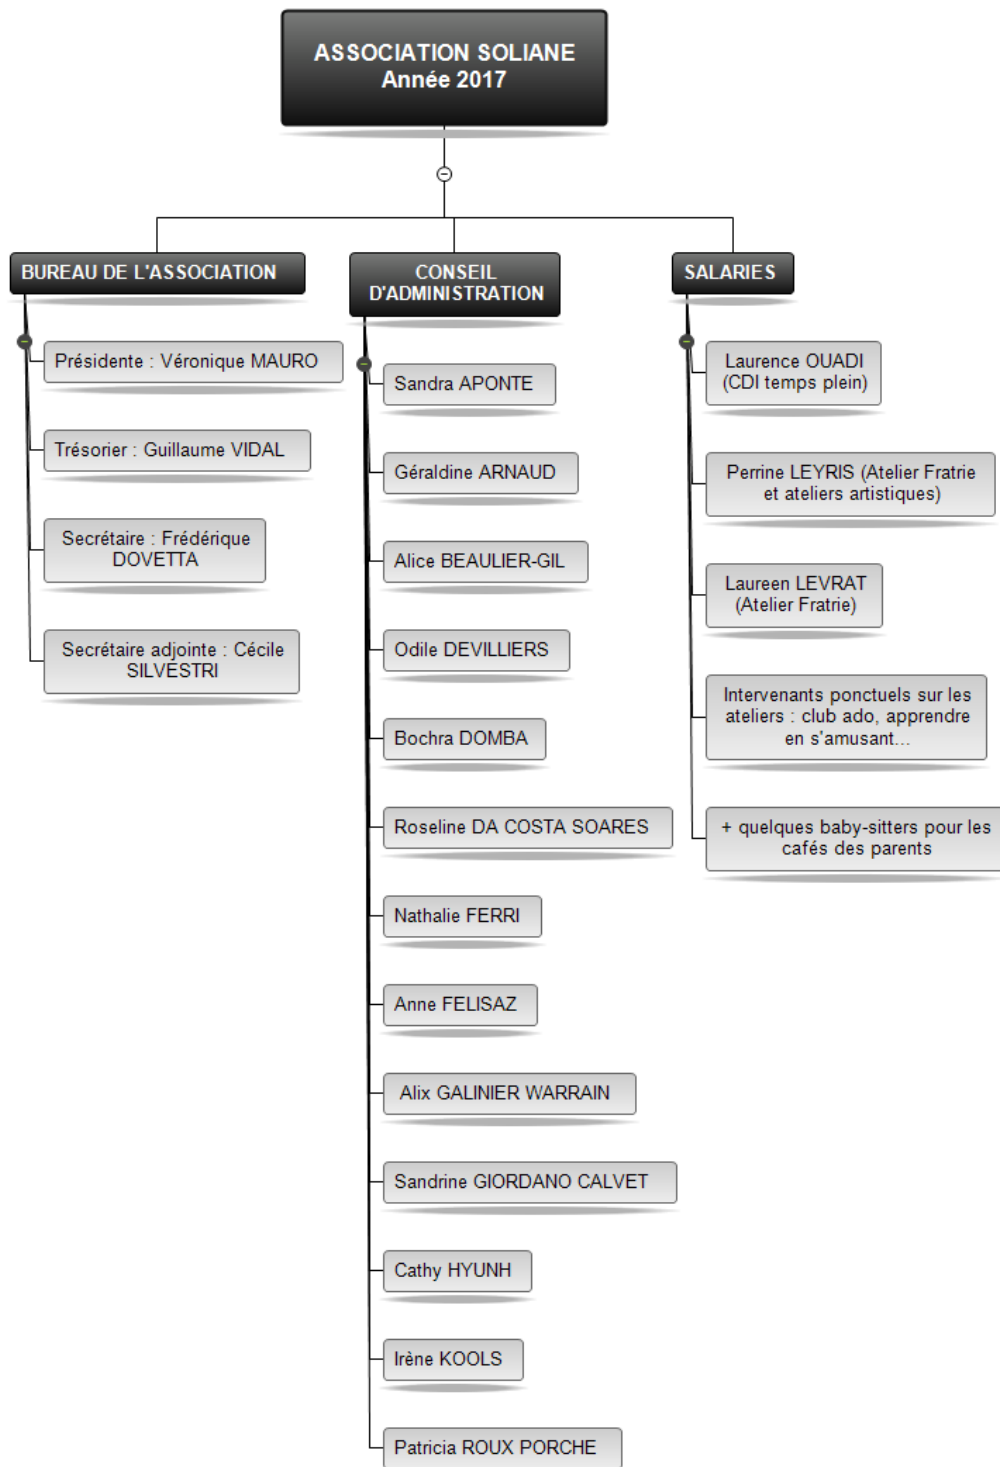 ASSOCIATION SOLIANE
Année 2017
BUREAU DE L'ASSOCIATION
Présidente : Véronique MAURO
Trésorier : Guillaume VIDAL
Secrétaire : Frédérique
DOVETTA
Secrétaire adjointe : Cécile
SILVESTRI
CONSEIL
D'ADMINISTRATION
Sandra APONTE
Géraldine ARNAUD
Alice BEAULIER-GIL
Odile DEVILLIERS
Bochra DOMBA
Roseline DA COSTA SOARES
Nathalie FERRI
Anne FELISAZ
Alix GALINIER WARRAIN
Sandrine GIORDANO CALVET
Cathy HYUNH
Irène KOOLS
Patricia ROUX PORCHE
SALARIES
Laurence OUADI
(CDI temps plein)
Perrine LEYRIS (Atelier Fratrie
et ateliers artistiques)
Laureen LEVRAT
(Atelier Fratrie)
Intervenants ponctuels sur les
ateliers : club ado, apprendre
en s'amusant...
+ quelques baby-sitters pour les
cafés des parents